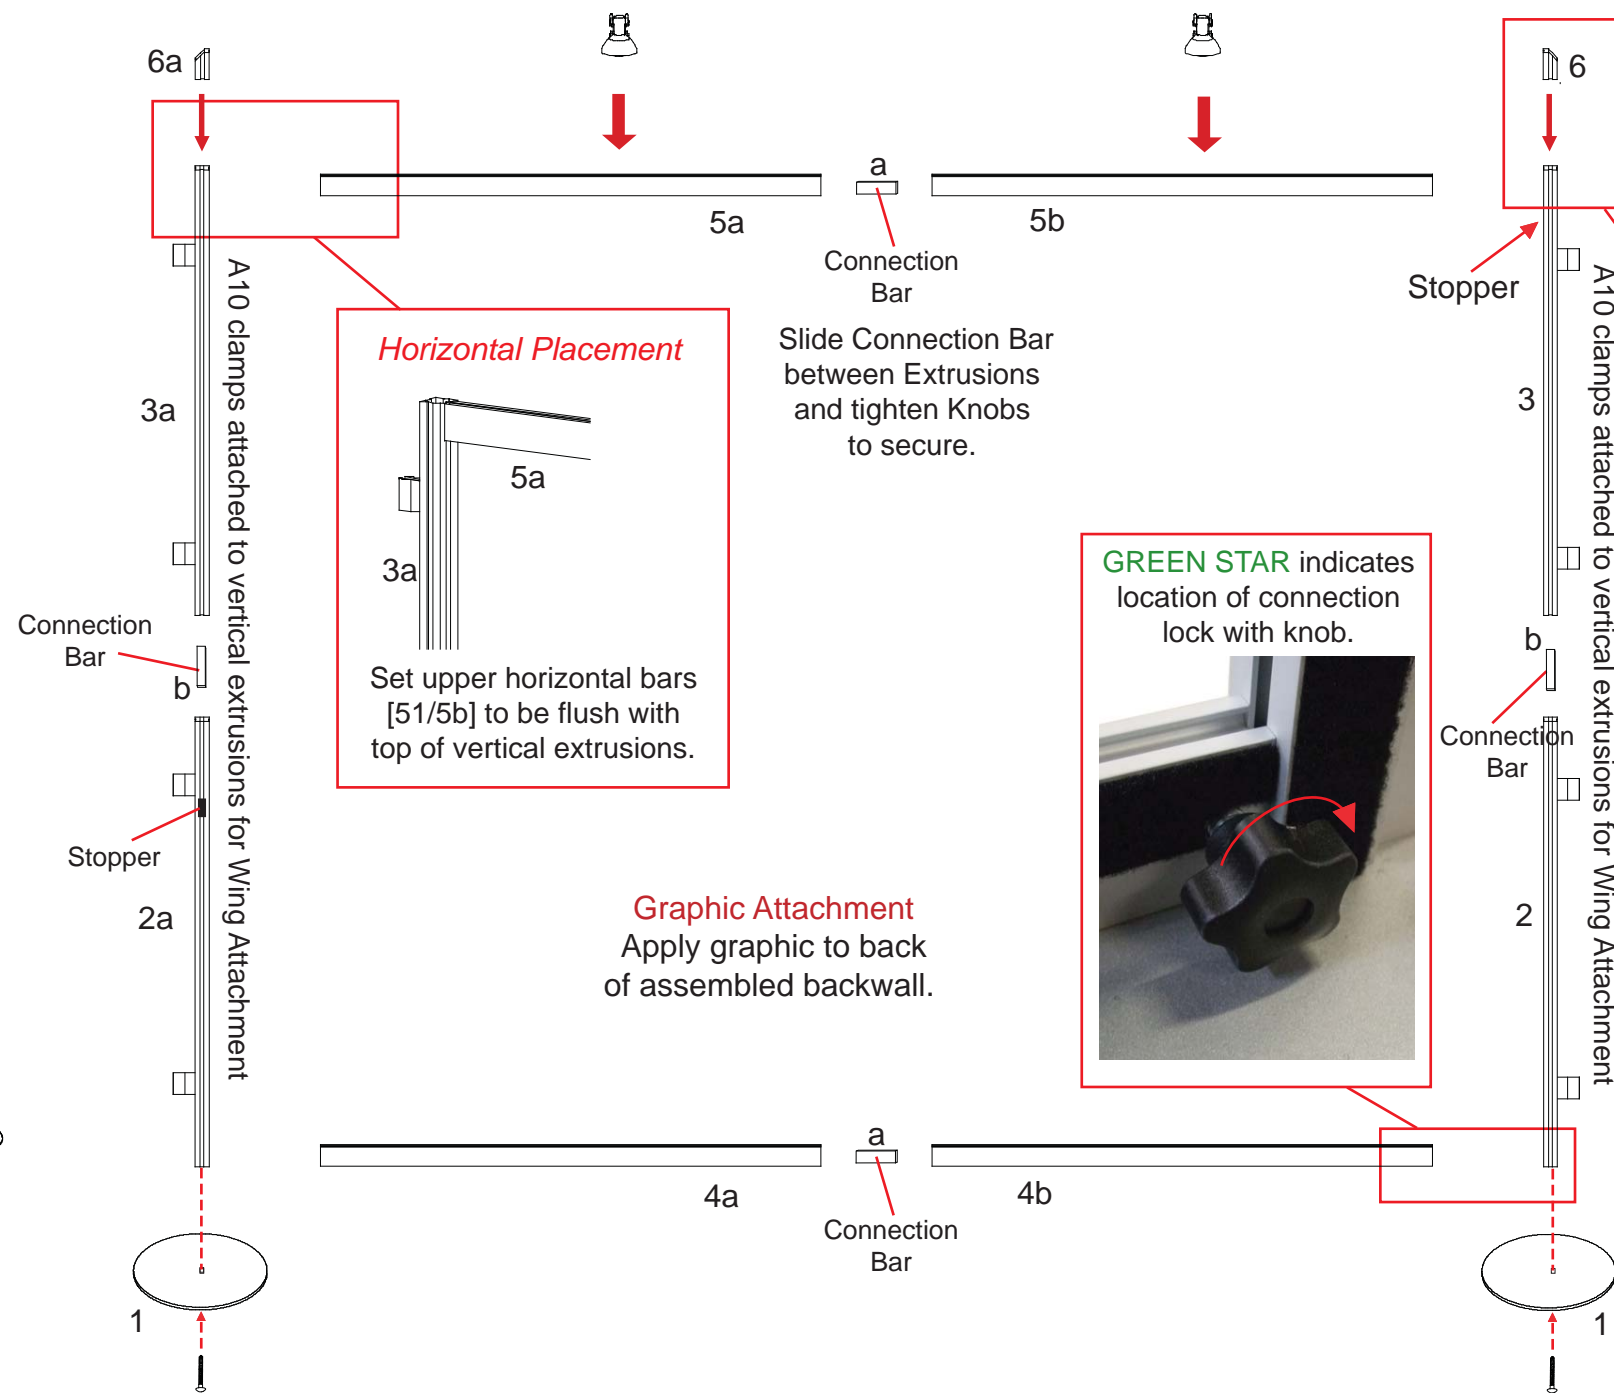 6a
6
a
5a
5b
Connection
Bar
Stopper
A10 clamps attached to vertical extrusions for Wing Attachment
Horizontal Placement
5a
3a
Set upper horizontal bars
[51/5b] to be flush with
top of vertical extrusions.
Slide Connection Bar
between Extrusions
and tighten Knobs
to secure.
3a
3
A10 clamps attached to vertical extrusions for Wing Attachment
GREEN STAR indicates
location of connection
lock with knob.
Connection
Bar
b
b
Connection
Bar
Stopper
2a
2
Graphic Attachment
Apply graphic to back
of assembled backwall.
a
4a
4b
Connection
Bar
1
1